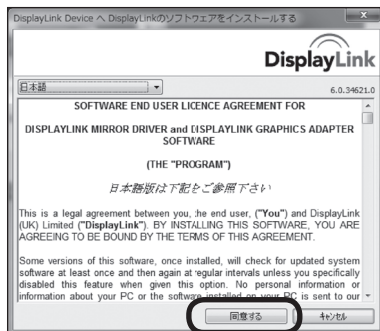 DisplayLink Device へ DisplayLinkのソフトウェアをインストールする
DisplayLink
日本語
6.0.34621.0
SOFTWARE END USER LICENCE AGREEMENT FOR
DISPLAYLINK MIRROR DRIVER and DISPLAYLINK GRAPHICS ADAPTER
SOFTWARE
(THE "PROGRAM")
日本語版は下記をご参照下さい
This is a legal agreement between you, the end user, ("You") and DisplayLink
(UK) Limited ("DisplayLink"). BY INSTALLING THIS SOFTWARE, YOU ARE
AGREEING TO BE BOUND BY THE TERMS OF THIS AGREEMENT.
Some versions of this software, once installed, will check for updated system
software at least once and then again at regular intervals unless you specifically
disabled this feature when given this option. No personal information or
information about your PC or the software installed on your PC is sent to our
同意する
キャンセル